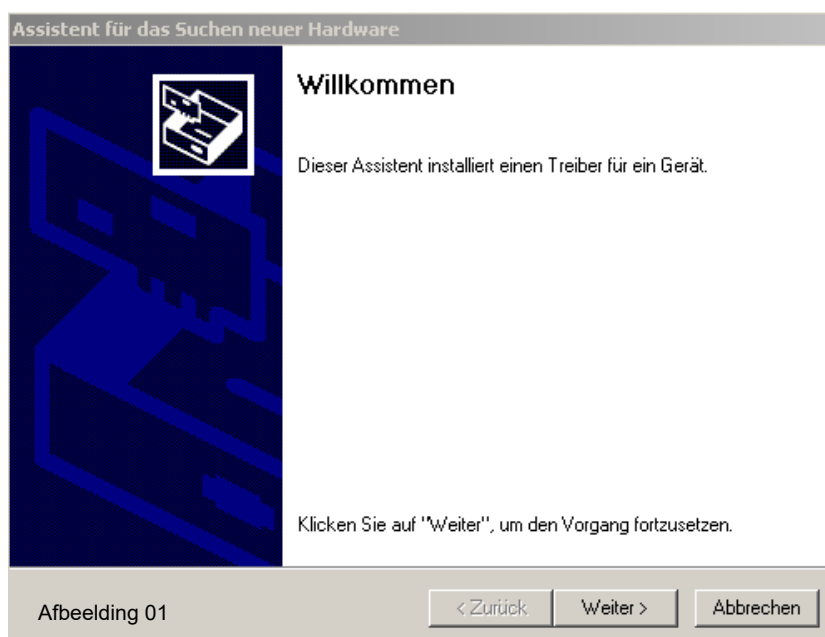 Assistent für das Suchen neuer Hardware
Willkommen
Dieser Assistent installiert einen Treiber für ein Gerät.
Klicken Sie auf "Weiter", um den Vorgang fortzusetzen.
Afbeelding 01
< Zurück
Weiter >
Abbrechen